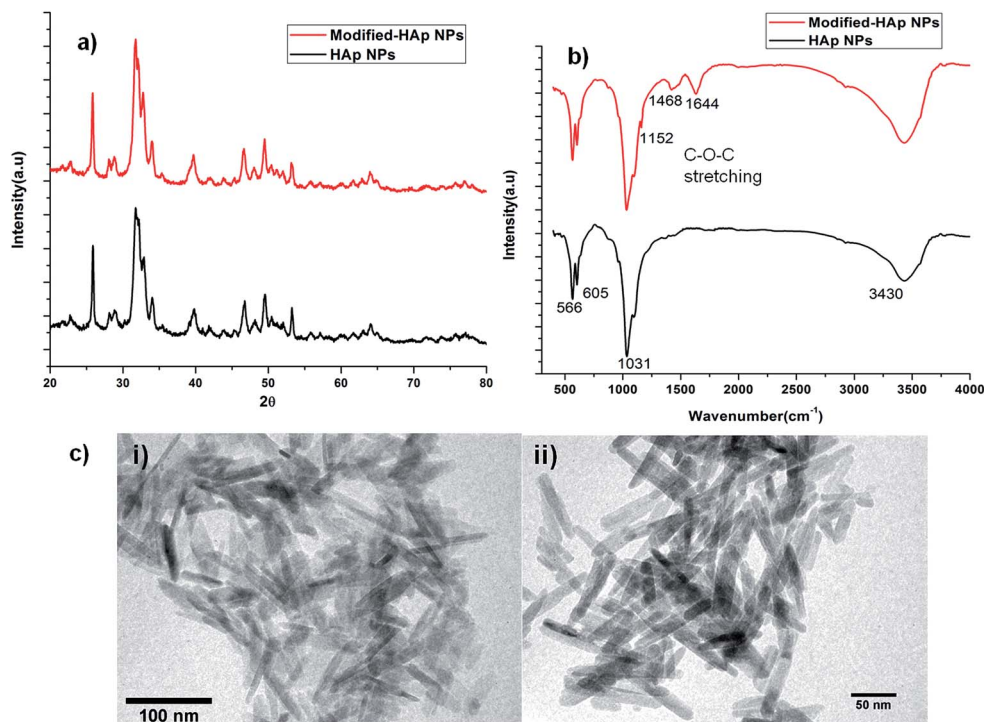 a)
Modified-HAp NPs
HAp NPs
Intensity(a.u)
20 30 40 50 60 70 80
2θ
b)
Modified-HAp NPs
HAp NPs
1468
1644
1152
C-O-C
stretching
566
605
1031
3430
Intensity(a.u)
500 1000 1500 2000 2500 3000 3500 4000
Wavenumber(cm-1)
c)
i)
100 nm
ii)
50 nm